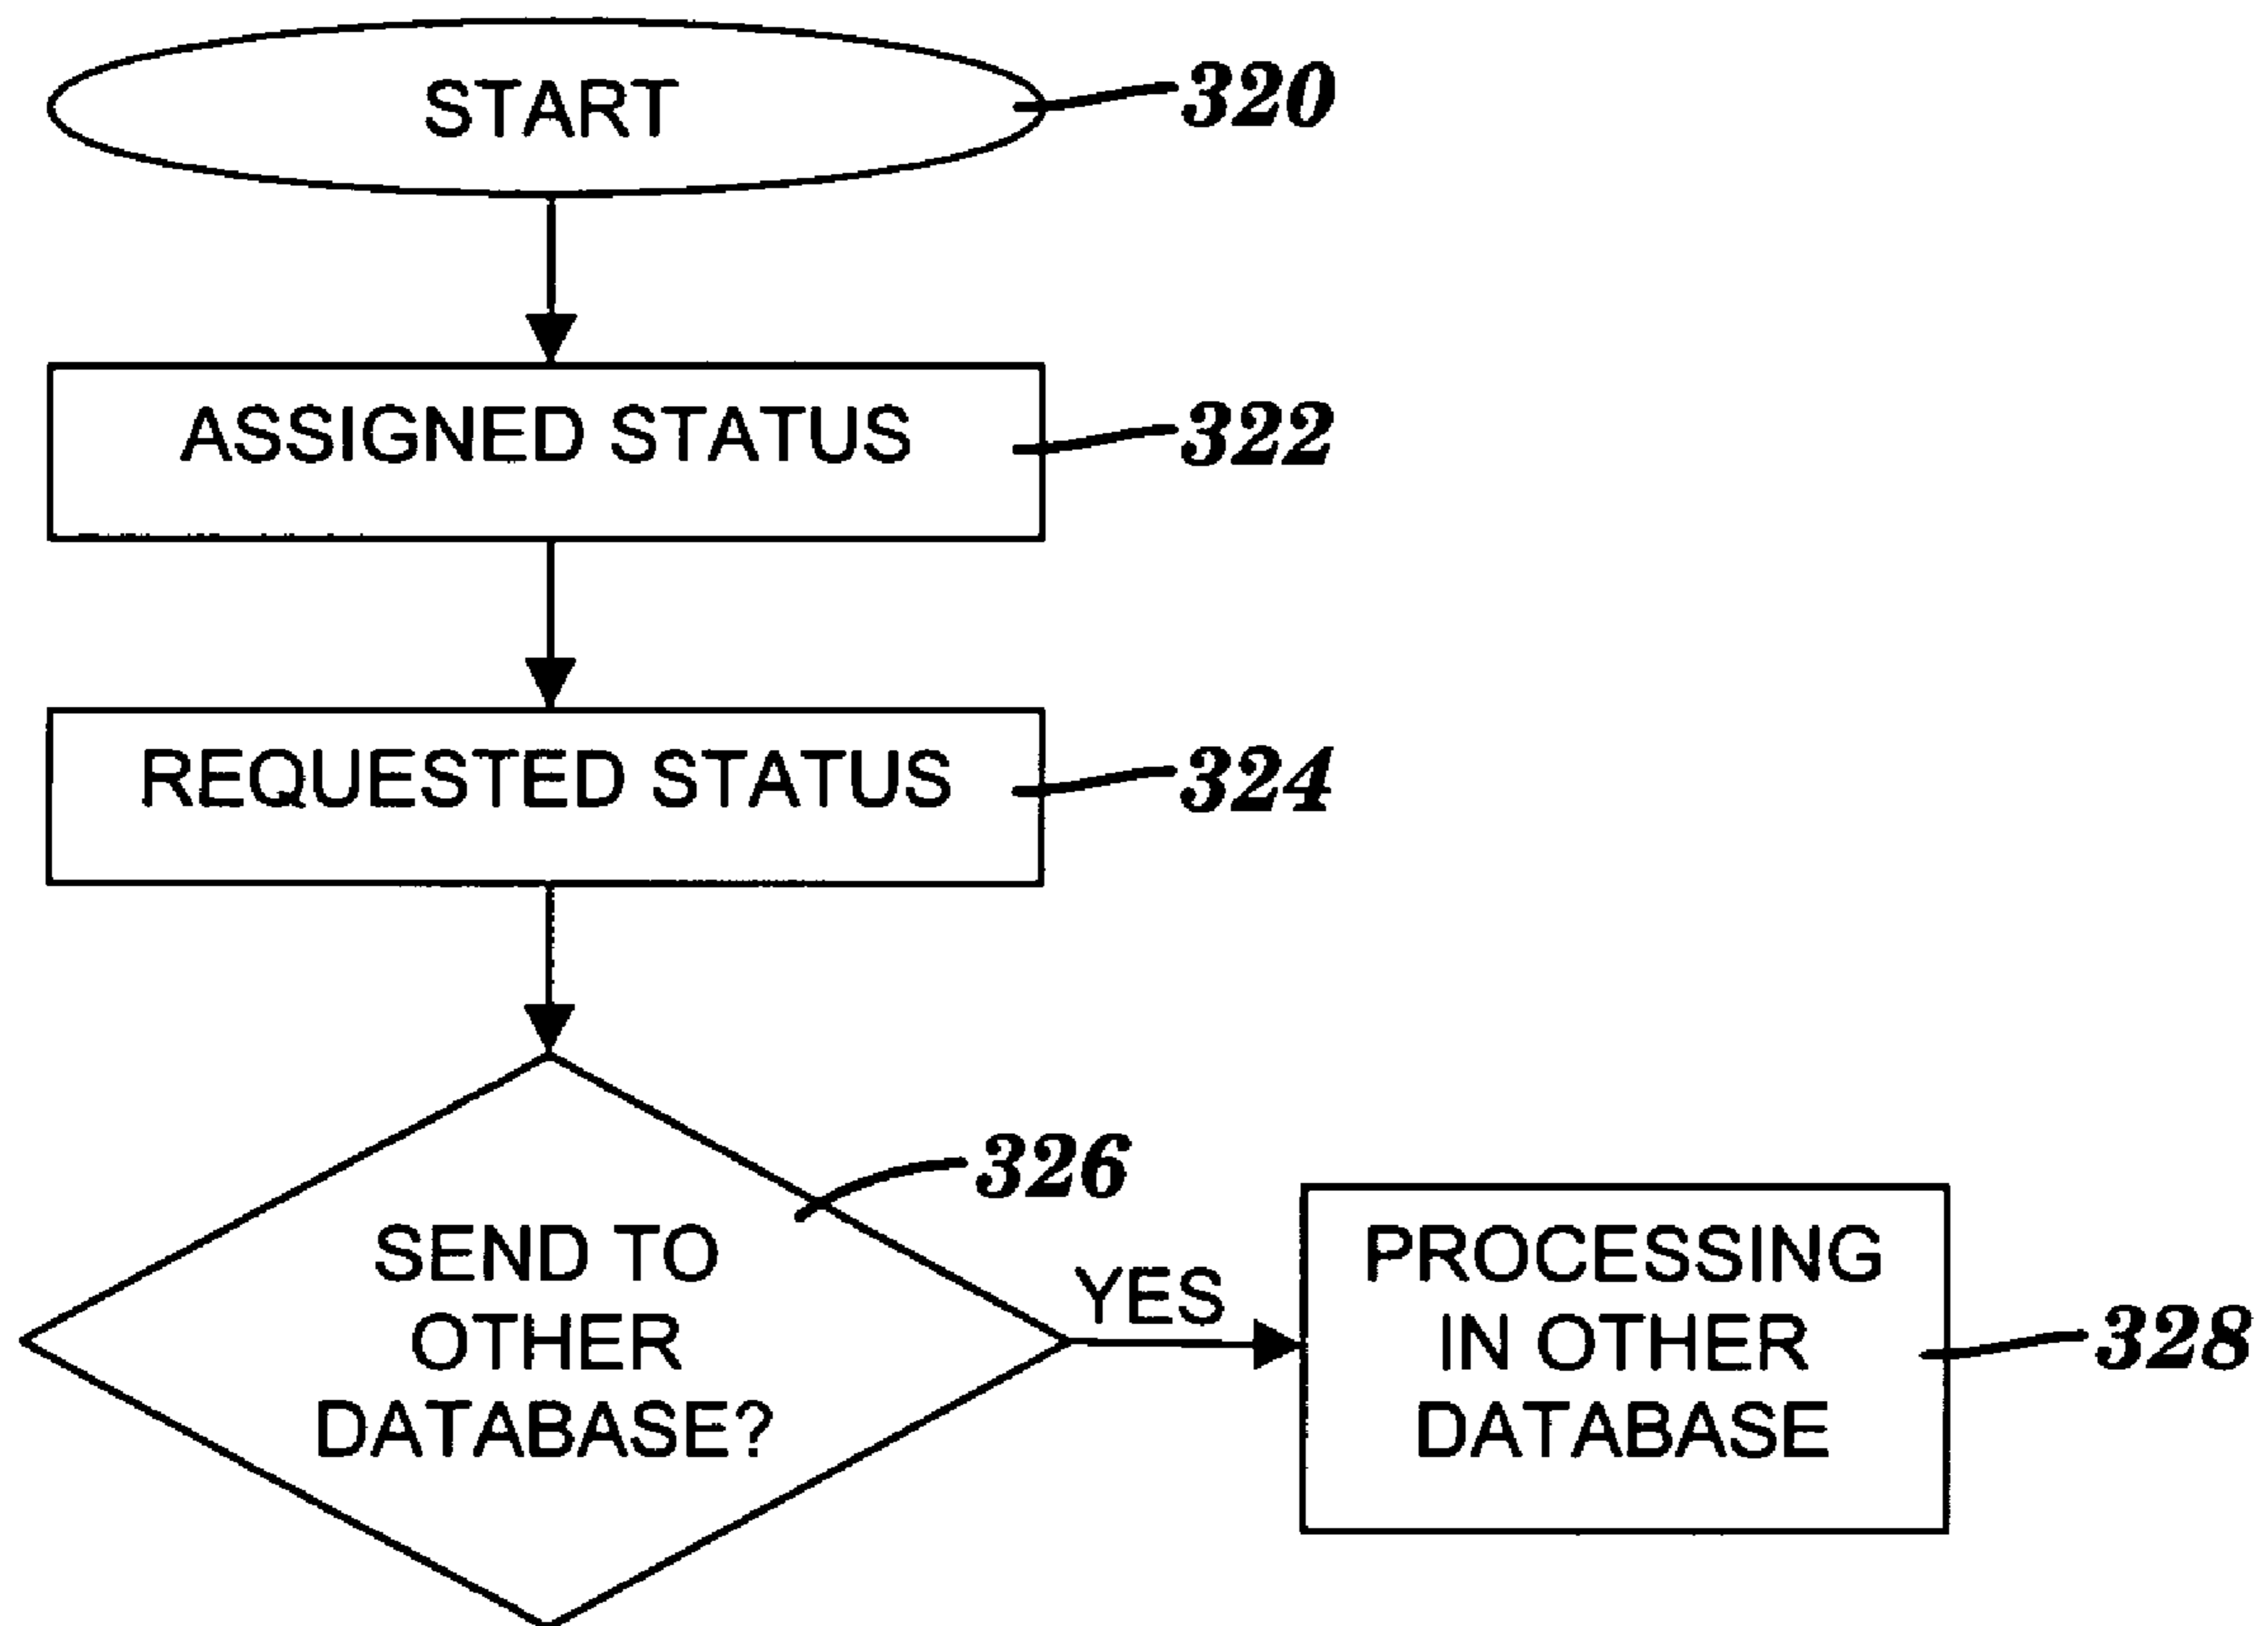 START
320
ASSIGNED STATUS
322
REQUESTED STATUS
324
326
SEND TO
OTHER
DATABASE?
YES
PROCESSING
IN OTHER
DATABASE
328